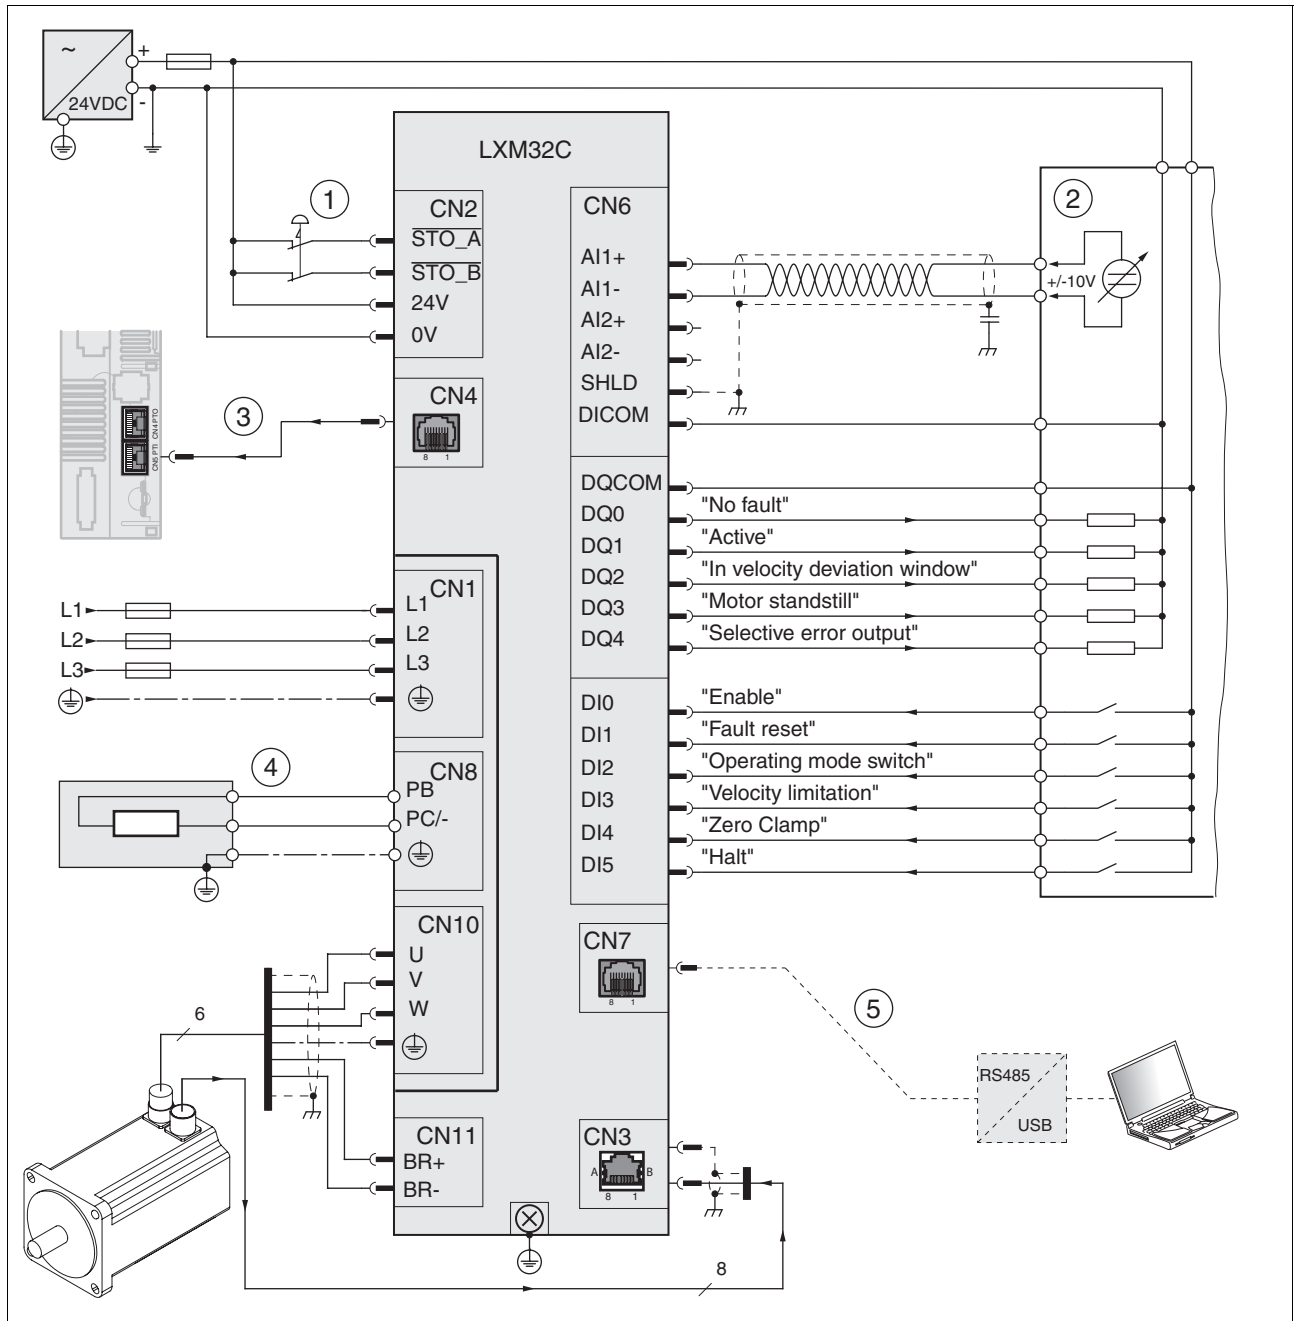 ~
+
24VDC
-
LXM32C
1
CN2
STO_A
STO_B
24V
0V
CN6
AI1+
AI1-
AI2+
AI2-
SHLD
DICOM
2
+/-10V
CN4 PTO
CN5 PTI
3
CN4
8 1
DQCOM
DQ0
DQ1
DQ2
DQ3
DQ4
"No fault"
"Active"
"In velocity deviation window"
"Motor standstill"
"Selective error output"
L1
L2
L3
CN1
L1
L2
L3
DI0
DI1
DI2
DI3
DI4
DI5
"Enable"
"Fault reset"
"Operating mode switch"
"Velocity limitation"
"Zero Clamp"
"Halt"
4
CN8
PB
PC/-
CN10
U
V
W
6
CN7
8 1
5
RS485
USB
CN11
BR+
BR-
CN3
A B
8 1
8